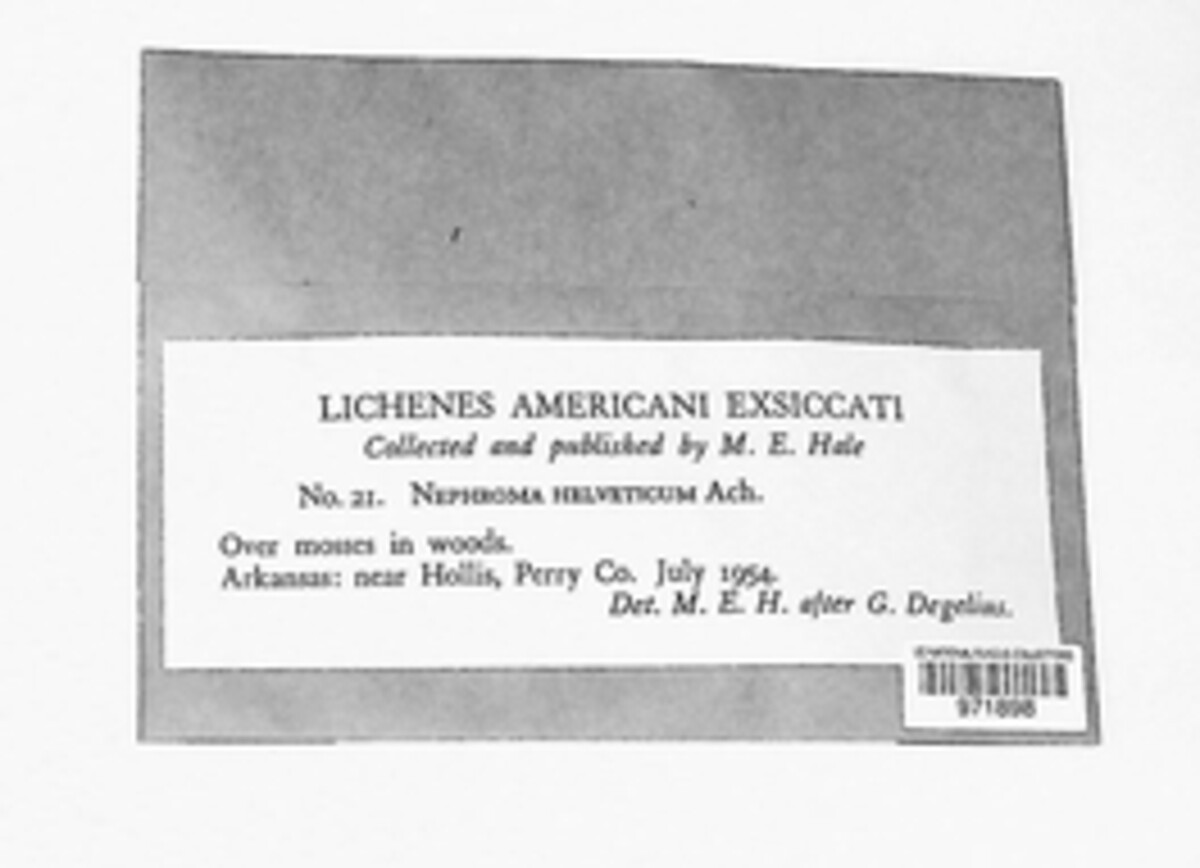 LICHENES AMERICANI EXSICCATI
Collected and published by M. E. Hale
No. 21. NEPHROMA HELVETICUM Ach.
Over mosses in woods.
Arkansas: near Hollis, Perry Co. July 1954.
Det. M. E. H. after G. Degelius.
971898